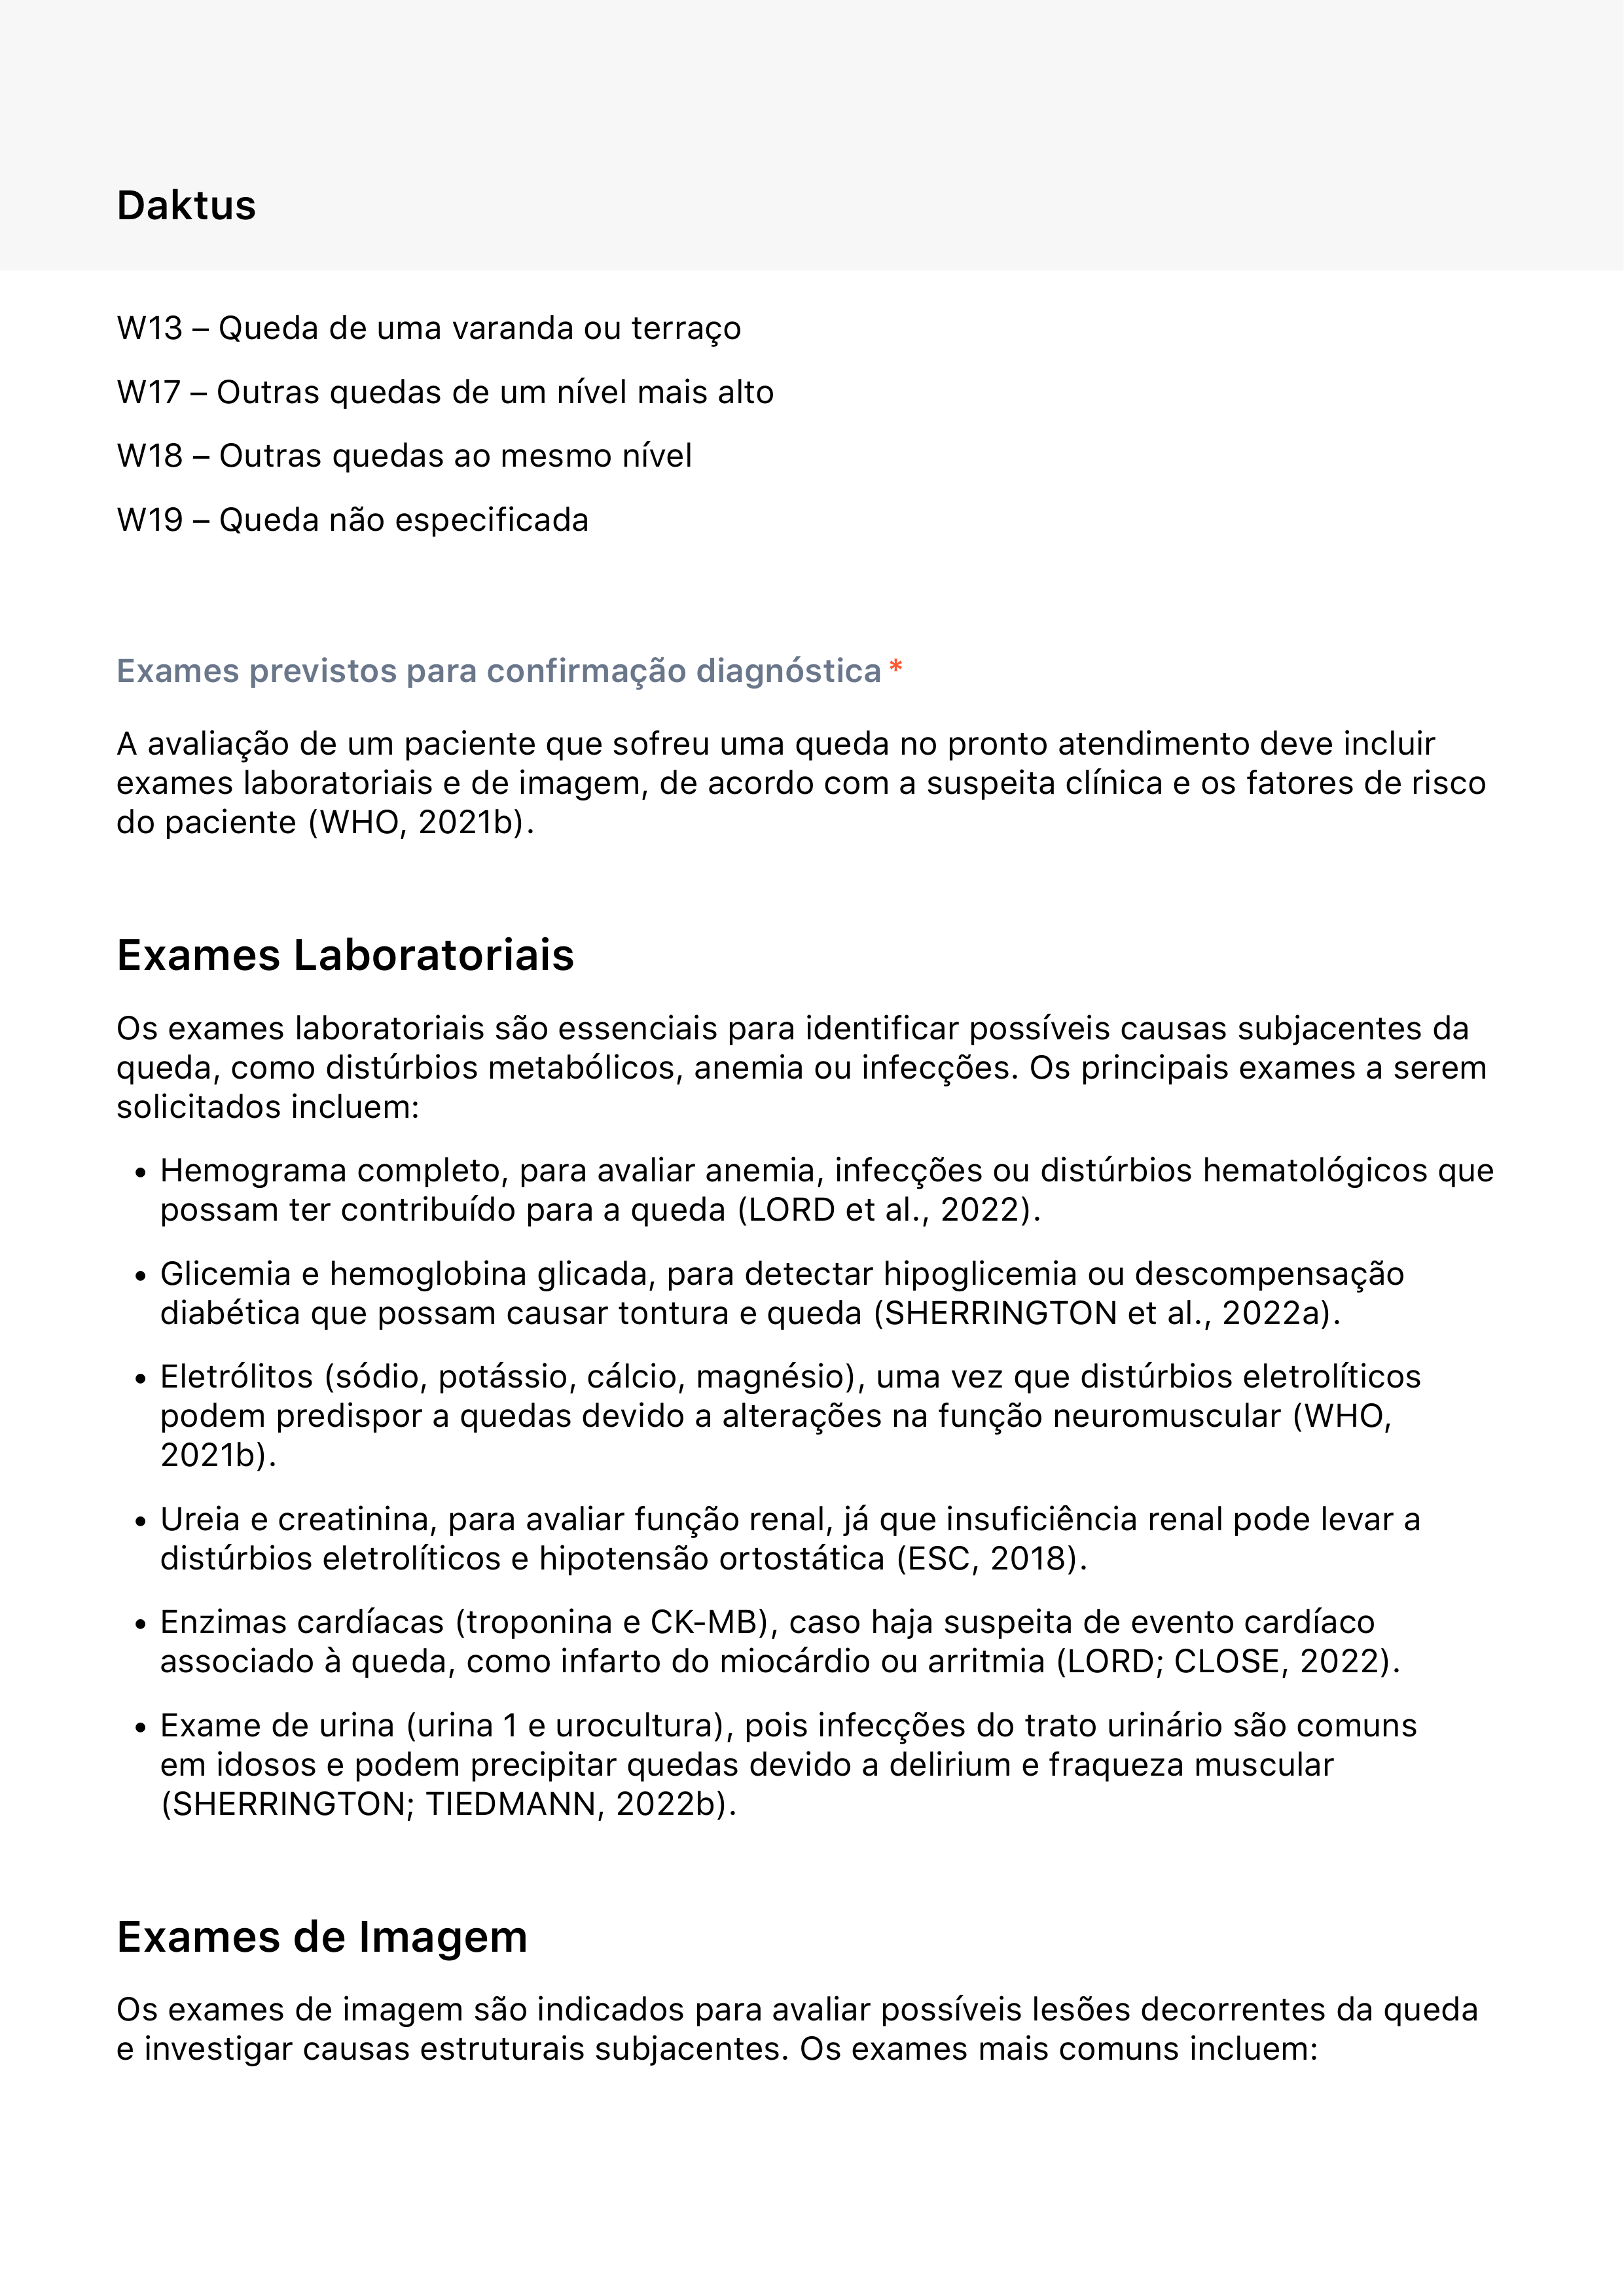 Daktus
W13 – Queda de uma varanda ou terraço
W17 – Outras quedas de um nível mais alto
W18 – Outras quedas ao mesmo nível
W19 – Queda não especificada
Exames previstos para confirmação diagnóstica *
A avaliação de um paciente que sofreu uma queda no pronto atendimento deve incluir
exames laboratoriais e de imagem, de acordo com a suspeita clínica e os fatores de risco
do paciente (WHO, 2021b).
Exames Laboratoriais
Os exames laboratoriais são essenciais para identificar possíveis causas subjacentes da
queda, como distúrbios metabólicos, anemia ou infecções. Os principais exames a serem
solicitados incluem:
• Hemograma completo, para avaliar anemia, infecções ou distúrbios hematológicos que
possam ter contribuído para a queda (LORD et al., 2022).
• Glicemia e hemoglobina glicada, para detectar hipoglicemia ou descompensação
diabética que possam causar tontura e queda (SHERRINGTON et al., 2022a).
• Eletrólitos (sódio, potássio, cálcio, magnésio), uma vez que distúrbios eletrolíticos
podem predispor a quedas devido a alterações na função neuromuscular (WHO,
2021b).
• Ureia e creatinina, para avaliar função renal, já que insuficiência renal pode levar a
distúrbios eletrolíticos e hipotensão ortostática (ESC, 2018).
• Enzimas cardíacas (troponina e CK-MB), caso haja suspeita de evento cardíaco
associado à queda, como infarto do miocárdio ou arritmia (LORD; CLOSE, 2022).
• Exame de urina (urina 1 e urocultura), pois infecções do trato urinário são comuns
em idosos e podem precipitar quedas devido a delirium e fraqueza muscular
(SHERRINGTON; TIEDMANN, 2022b).
Exames de Imagem
Os exames de imagem são indicados para avaliar possíveis lesões decorrentes da queda
e investigar causas estruturais subjacentes. Os exames mais comuns incluem: